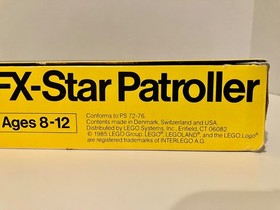 FX-Star Patroller
Ages 8-12
Conforms to PS 72-76.
Contents made in Denmark, Switzerland and USA.
Distributed by LEGO Systems, Inc., Enfield, CT 06082.
© 1985 LEGO Group. LEGO®, LEGOLAND®, and the LEGO Logo®
are registered trademarks of INTERLEGO A.G.